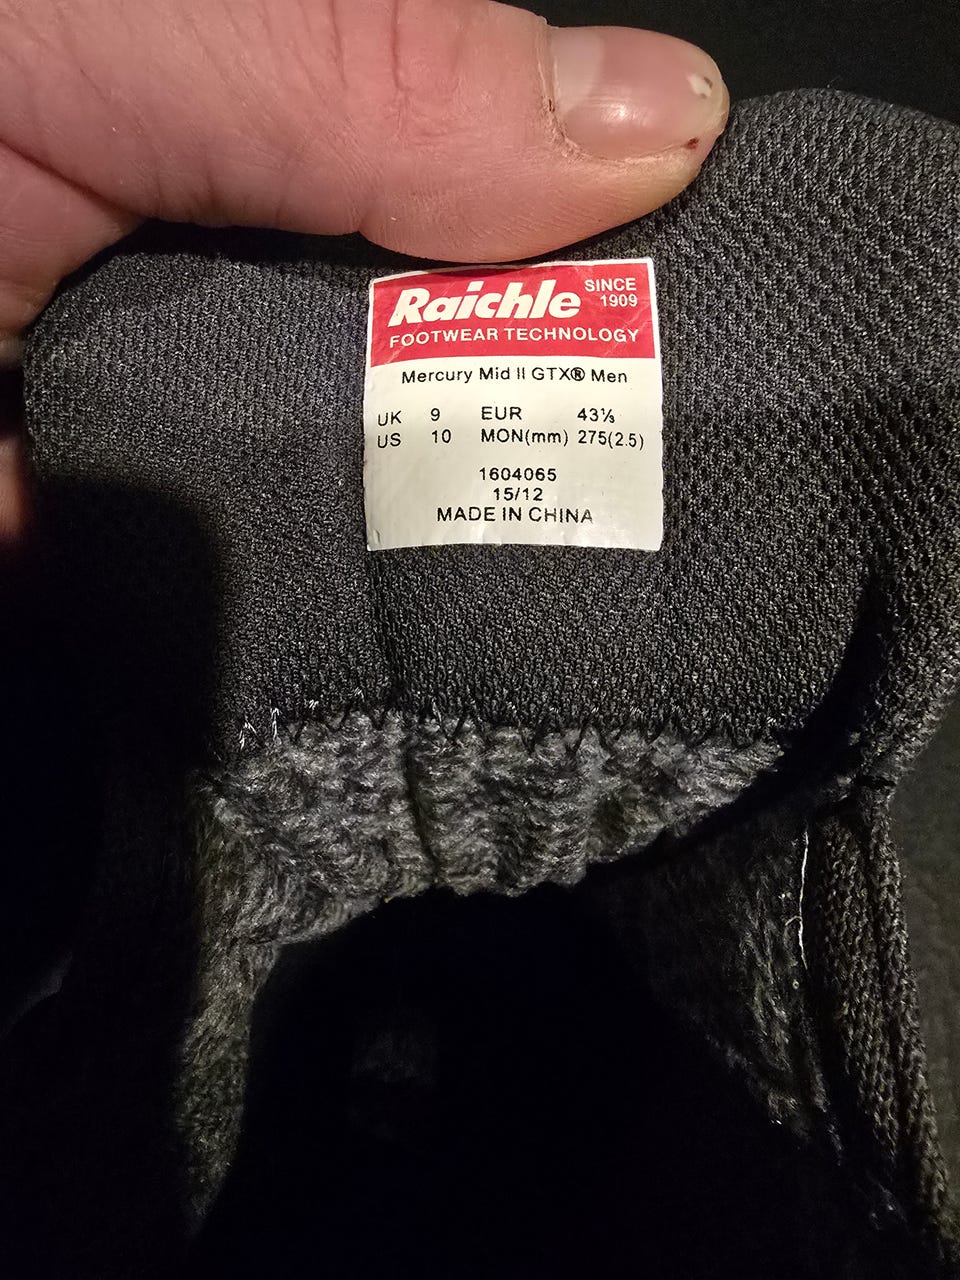 Raichle SINCE 1909
FOOTWEAR TECHNOLOGY
Mercury Mid II GTX® Men
UK 9 EUR 43⅓
US 10 MON(mm) 275(2.5)
1604065
15/12
MADE IN CHINA